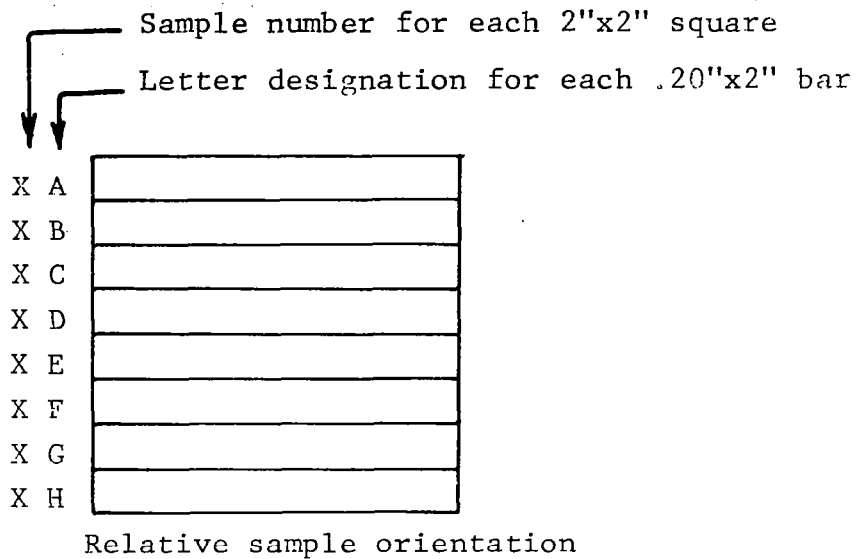 Sample number for each 2"x2" square
Letter designation for each .20"x2" bar
X A
X B
X C
X D
X E
X F
X G
X H
Relative sample orientation